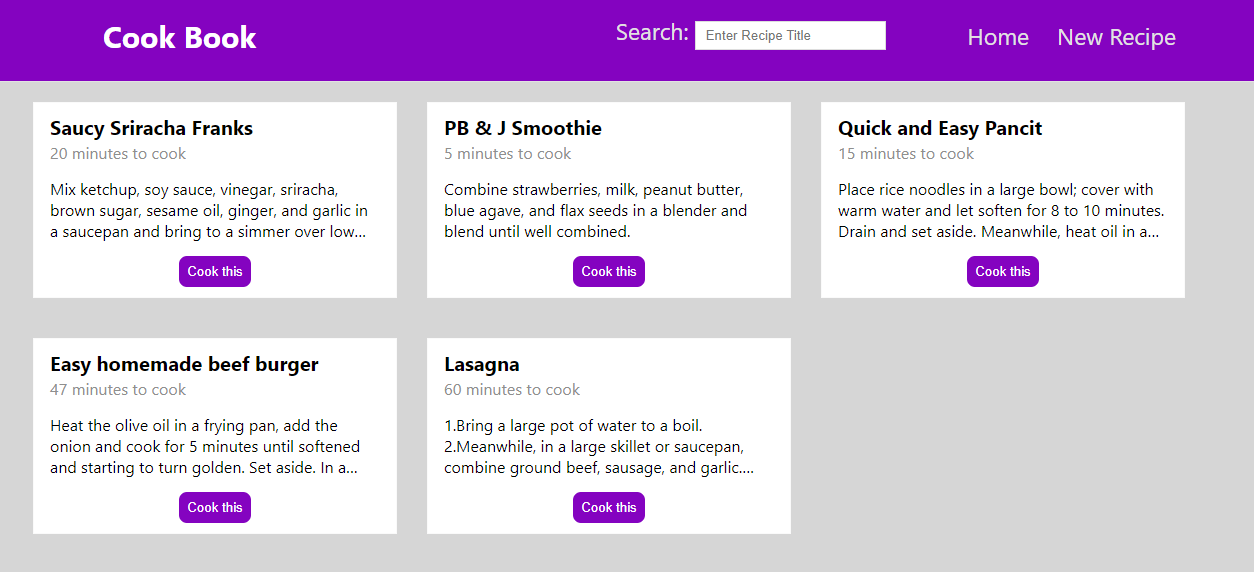 Cook Book
Search: Enter Recipe Title
Home
New Recipe
Saucy Sriracha Franks
20 minutes to cook
Mix ketchup, soy sauce, vinegar, sriracha,
brown sugar, sesame oil, ginger, and garlic in
a saucepan and bring to a simmer over low...
Cook this
PB & J Smoothie
5 minutes to cook
Combine strawberries, milk, peanut butter,
blue agave, and flax seeds in a blender and
blend until well combined.
Cook this
Quick and Easy Pancit
15 minutes to cook
Place rice noodles in a large bowl; cover with
warm water and let soften for 8 to 10 minutes.
Drain and set aside. Meanwhile, heat oil in a...
Cook this
Easy homemade beef burger
47 minutes to cook
Heat the olive oil in a frying pan, add the
onion and cook for 5 minutes until softened
and starting to turn golden. Set aside. In a...
Cook this
Lasagna
60 minutes to cook
1.Bring a large pot of water to a boil.
2.Meanwhile, in a large skillet or saucepan,
combine ground beef, sausage, and garlic....
Cook this